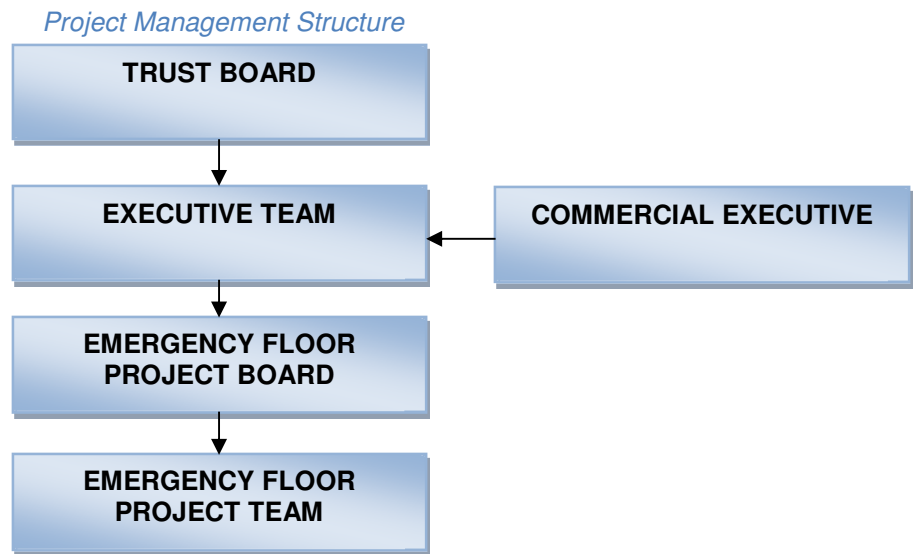 Project Management Structure
TRUST BOARD
EXECUTIVE TEAM
COMMERCIAL EXECUTIVE
EMERGENCY FLOOR
PROJECT BOARD
EMERGENCY FLOOR
PROJECT TEAM